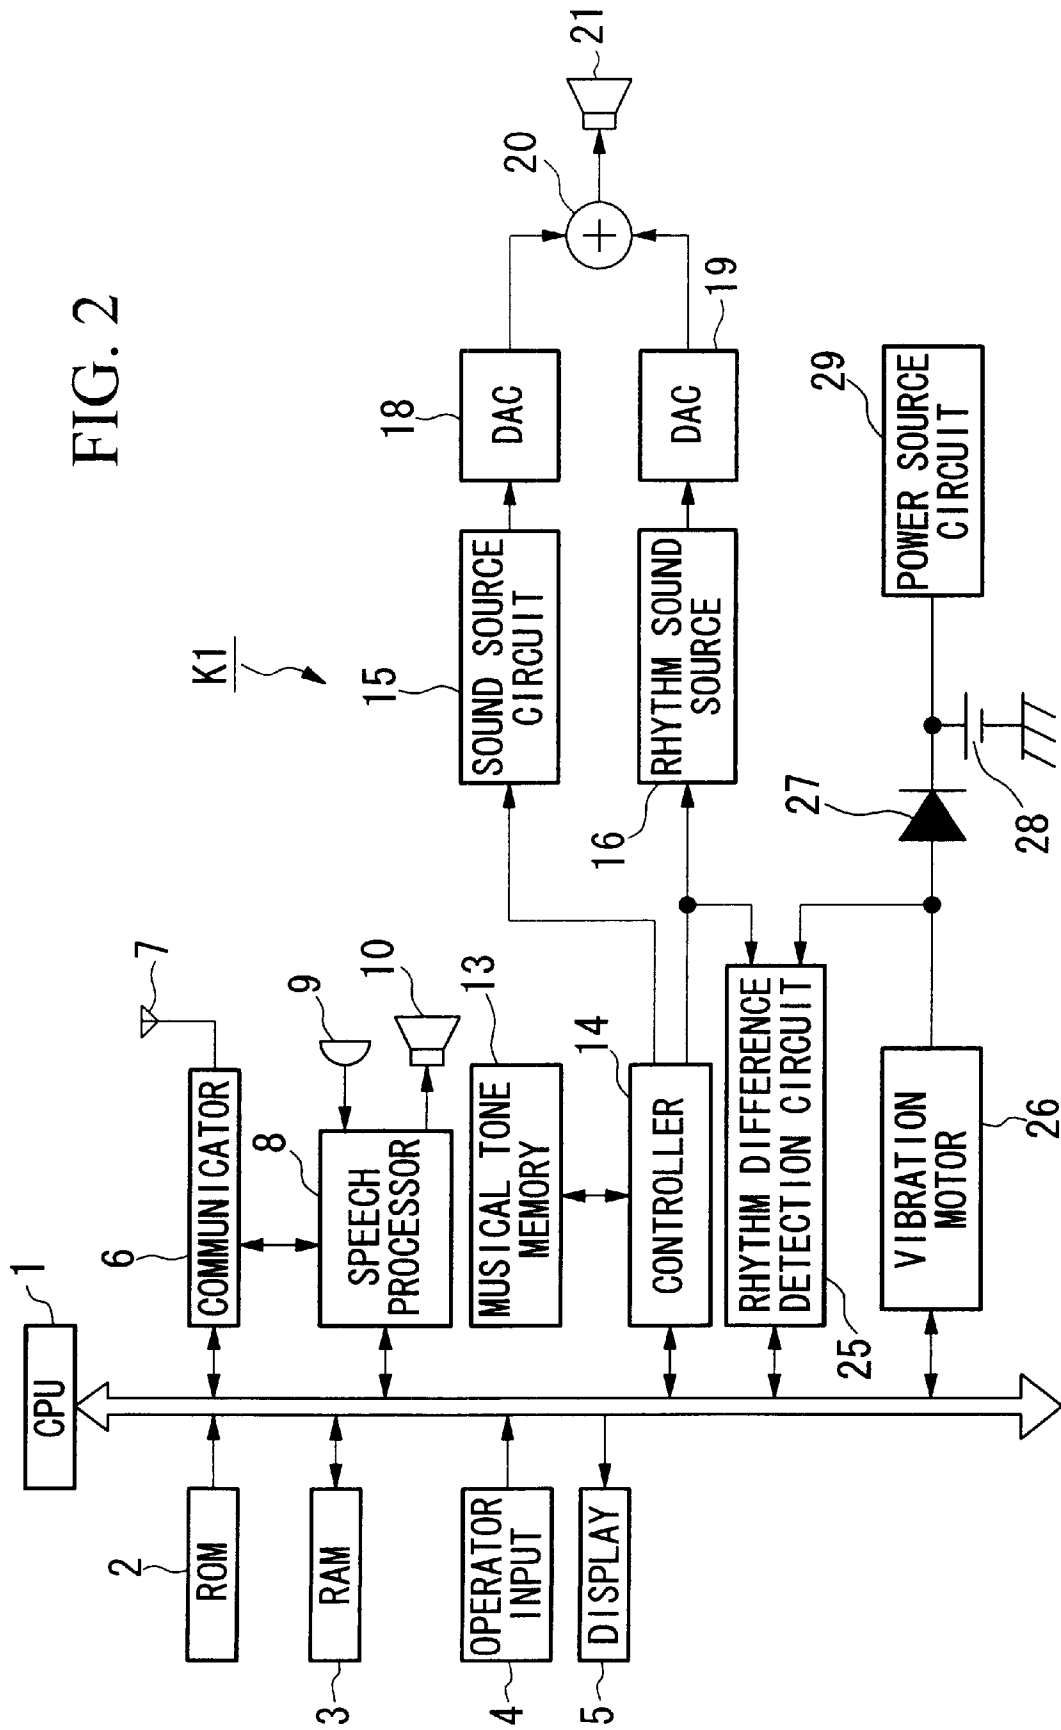 FIG. 2
K1
1
CPU
2
ROM
3
RAM
4
OPERATOR
INPUT
5
DISPLAY
6
COMMUNICATOR
7
8
SPEECH
PROCESSOR
9
10
13
MUSICAL TONE
MEMORY
14
CONTROLLER
15
SOUND SOURCE
CIRCUIT
16
RHYTHM SOUND
SOURCE
18
DAC
19
DAC
20
21
25
RHYTHM DIFFERENCE
DETECTION CIRCUIT
26
VIBRATION
MOTOR
27
28
29
POWER SOURCE
CIRCUIT